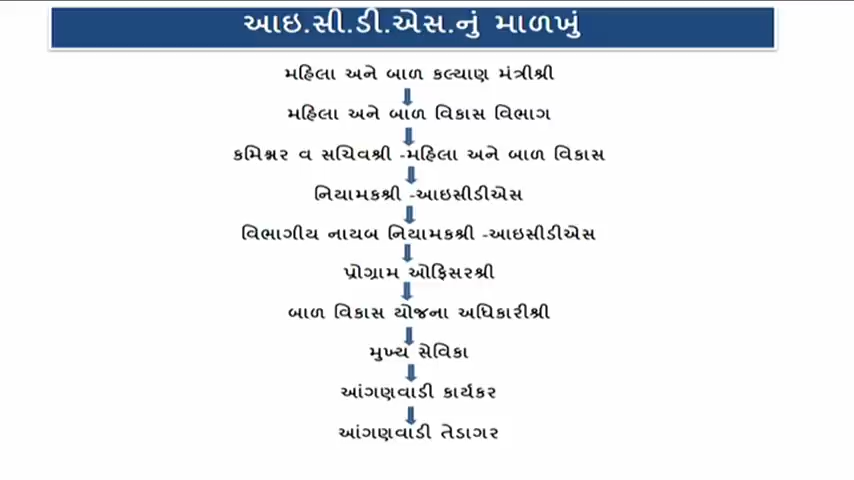 આઇ.સી.ડી.એસ.નું માળખું
મહિલા અને બાળ કલ્યાણ મંત્રીશ્રી
મહિલા અને બાળ વિકાસ વિભાગ
કમિશ્નર વ સચિવશ્રી -મહિલા અને બાળ વિકાસ
નિયામકશ્રી -આઇસીડીએસ
વિભાગીય નાયબ નિયામકશ્રી -આઇસીડીએસ
પ્રોગ્રામ ઓફિસરશ્રી
બાળ વિકાસ યોજના અધિકારીશ્રી
મુખ્ય સેવિકા
આંગણવાડી કાર્યકર
આંગણવાડી તેડાગર